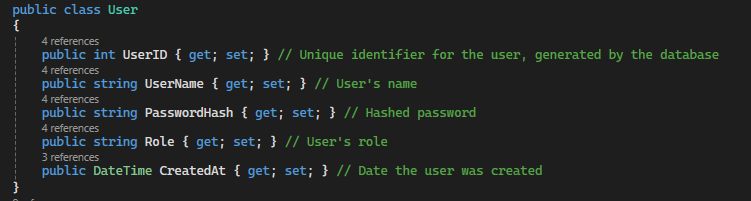 public class User
{
4 references
public int UserID { get; set; } // Unique identifier for the user, generated by the database
4 references
public string UserName { get; set; } // User's name
4 references
public string PasswordHash { get; set; } // Hashed password
4 references
public string Role { get; set; } // User's role
3 references
public DateTime CreatedAt { get; set; } // Date the user was created
}